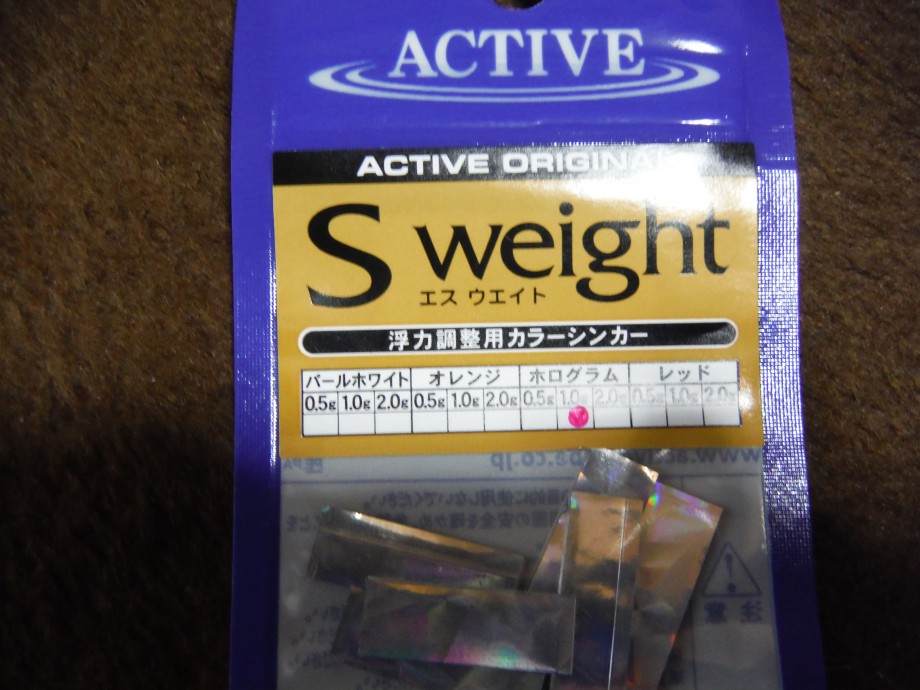 ACTIVE
ACTIVE ORIGINAL
S weight
エス ウエイト
浮力調整用カラーシンカー
パールホワイト オレンジ ホログラム レッド
0.5g 1.0g 2.0g 0.5g 1.0g 2.0g 0.5g 1.0g 2.0g 0.5g 1.0g 2.0g
注意